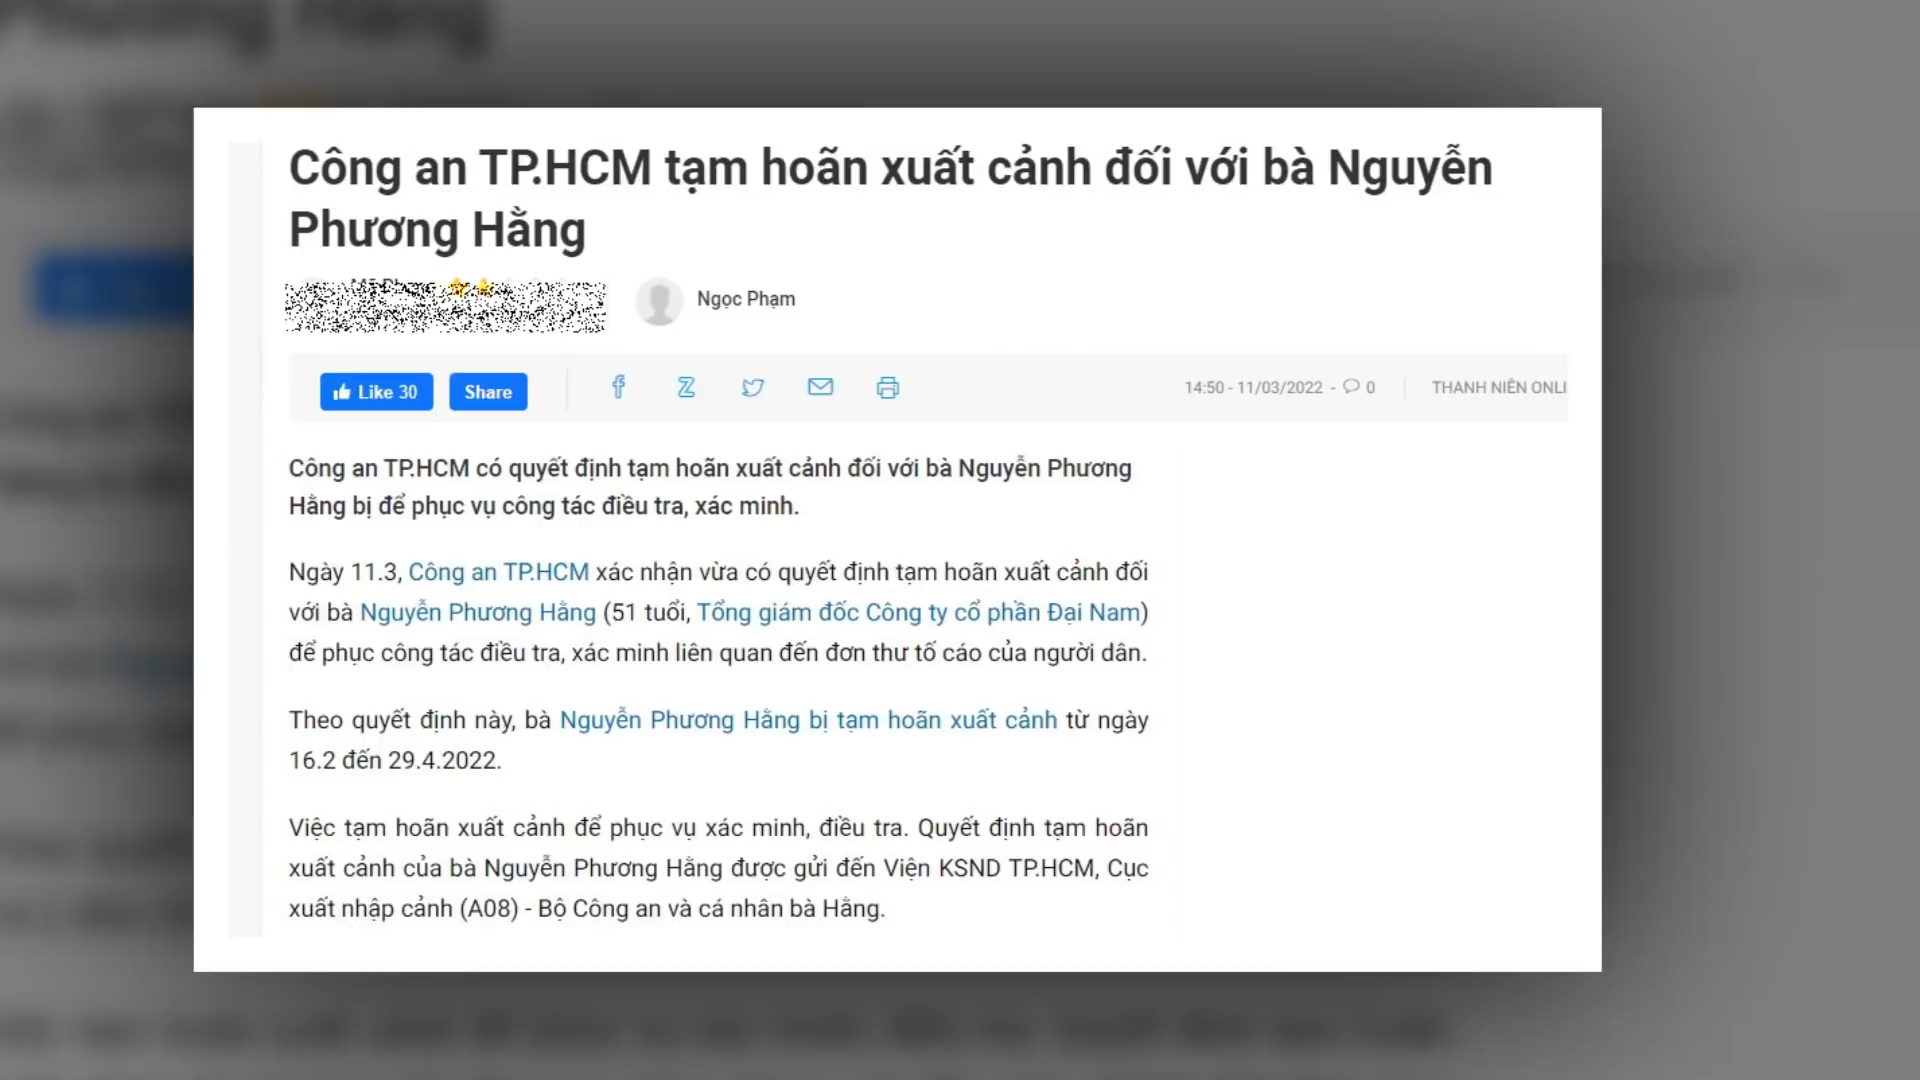 Công an TP.HCM tạm hoãn xuất cảnh đối với bà Nguyễn
Phương Hằng
Ngọc Phạm
Like 30 Share 14:50 - 11/03/2022 - 0 THANH NIÊN ONLI
Công an TP.HCM có quyết định tạm hoãn xuất cảnh đối với bà Nguyễn Phương
Hằng bị để phục vụ công tác điều tra, xác minh.
Ngày 11.3, Công an TP.HCM xác nhận vừa có quyết định tạm hoãn xuất cảnh đối
với bà Nguyễn Phương Hằng (51 tuổi, Tổng giám đốc Công ty cổ phần Đại Nam)
để phục công tác điều tra, xác minh liên quan đến đơn thư tố cáo của người dân.
Theo quyết định này, bà Nguyễn Phương Hằng bị tạm hoãn xuất cảnh từ ngày
16.2 đến 29.4.2022.
Việc tạm hoãn xuất cảnh để phục vụ xác minh, điều tra. Quyết định tạm hoãn
xuất cảnh của bà Nguyễn Phương Hằng được gửi đến Viện KSND TP.HCM, Cục
xuất nhập cảnh (A08) - Bộ Công an và cá nhân bà Hằng.